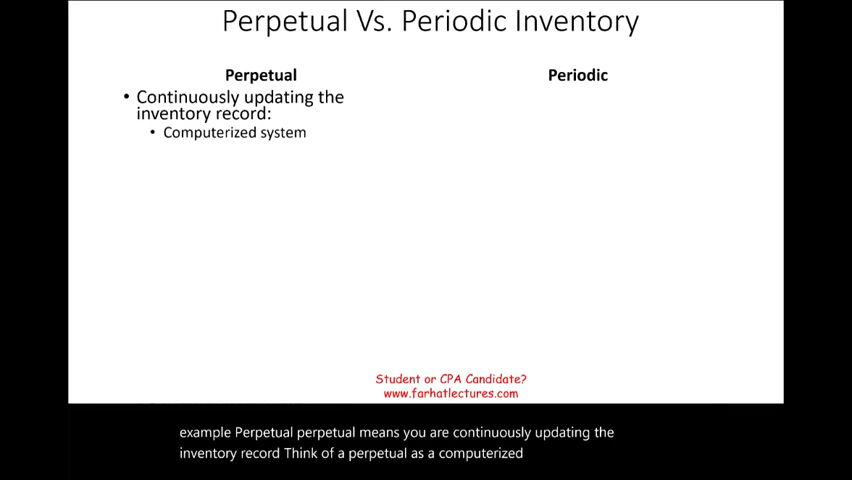 Perpetual Vs. Periodic Inventory
Perpetual
Periodic
• Continuously updating the
inventory record:
• Computerized system
Student or CPA Candidate?
www.farhatlectures.com
example Perpetual perpetual means you are continuously updating the
inventory record Think of a perpetual as a computerized